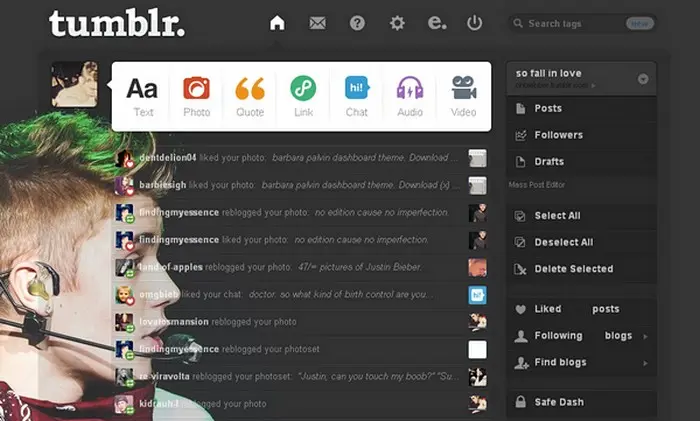 tumblr.
e.
Search tags
new
Aa
hi!
Text
Photo
Quote
Link
Chat
Audio
Video
dentdelion04 liked your photo: barbara palvin dashboard theme. Download ...
barbiesigh liked your photo: barbara palvin dashboard theme. Download (x) ...
findingmyessence reblogged your photo: no edition cause no imperfection.
findingmyessence liked your photo: no edition cause no imperfection.
land-of-apples reblogged your photo: 47/∞ pictures of Justin Bieber.
omgbieb liked your chat: doctor. so what kind of birth control are you...
hi!
lovatosmansion reblogged your photo
findingmyessence reblogged your photoset
re-viravolta reblogged your photoset: "Justin, can you touch my boob?" "Su...
kidrauh-l reblogged your photo
so fall in love
Posts
Followers
Drafts
Mass Post Editor
Select All
Deselect All
Delete Selected
Liked posts
Following blogs
Find blogs
Safe Dash